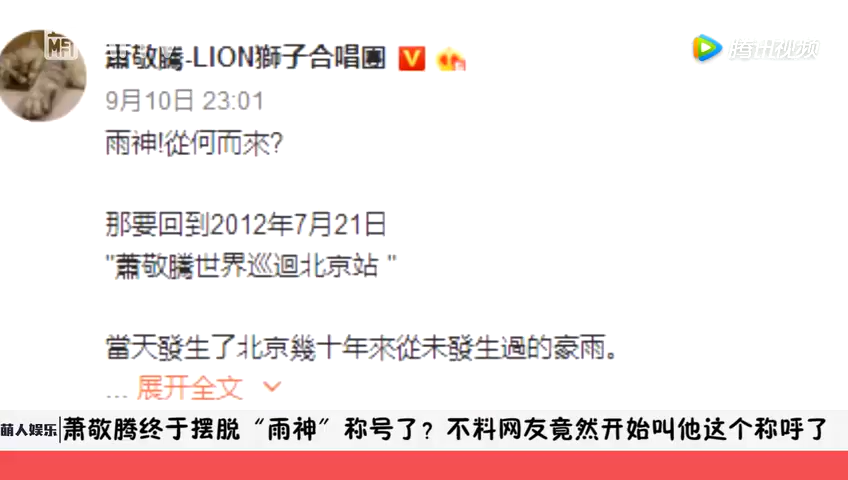 蕭敬騰-LION獅子合唱團
腾讯视频
9月10日 23:01
雨神!從何而來?
那要回到2012年7月21日
"蕭敬騰世界巡迴北京站 "
當天發生了北京幾十年來從未發生過的豪雨。
... 展开全文
萌人娱乐
萧敬腾终于摆脱“雨神”称号了？不料网友竟然开始叫他这个称呼了